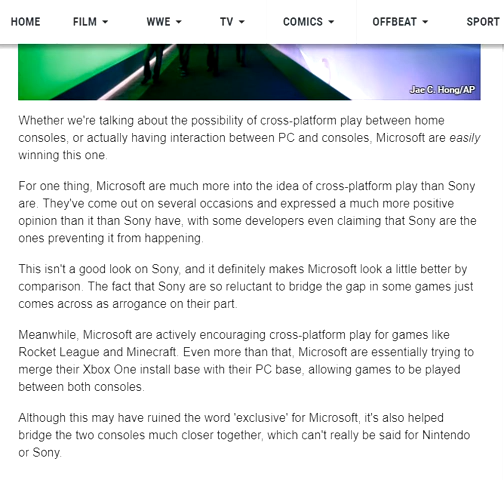 HOME FILM WWE TV COMICS OFFBEAT SPORT
Jae C. Hong/AP
Whether we're talking about the possibility of cross-platform play between home
consoles, or actually having interaction between PC and consoles, Microsoft are easily
winning this one.
For one thing, Microsoft are much more into the idea of cross-platform play than Sony
are. They've come out on several occasions and expressed a much more positive
opinion than it than Sony have, with some developers even claiming that Sony are the
ones preventing it from happening.
This isn't a good look on Sony, and it definitely makes Microsoft look a little better by
comparison. The fact that Sony are so reluctant to bridge the gap in some games just
comes across as arrogance on their part.
Meanwhile, Microsoft are actively encouraging cross-platform play for games like
Rocket League and Minecraft. Even more than that, Microsoft are essentially trying to
merge their Xbox One install base with their PC base, allowing games to be played
between both consoles.
Although this may have ruined the word 'exclusive' for Microsoft, it's also helped
bridge the two consoles much closer together, which can't really be said for Nintendo
or Sony.